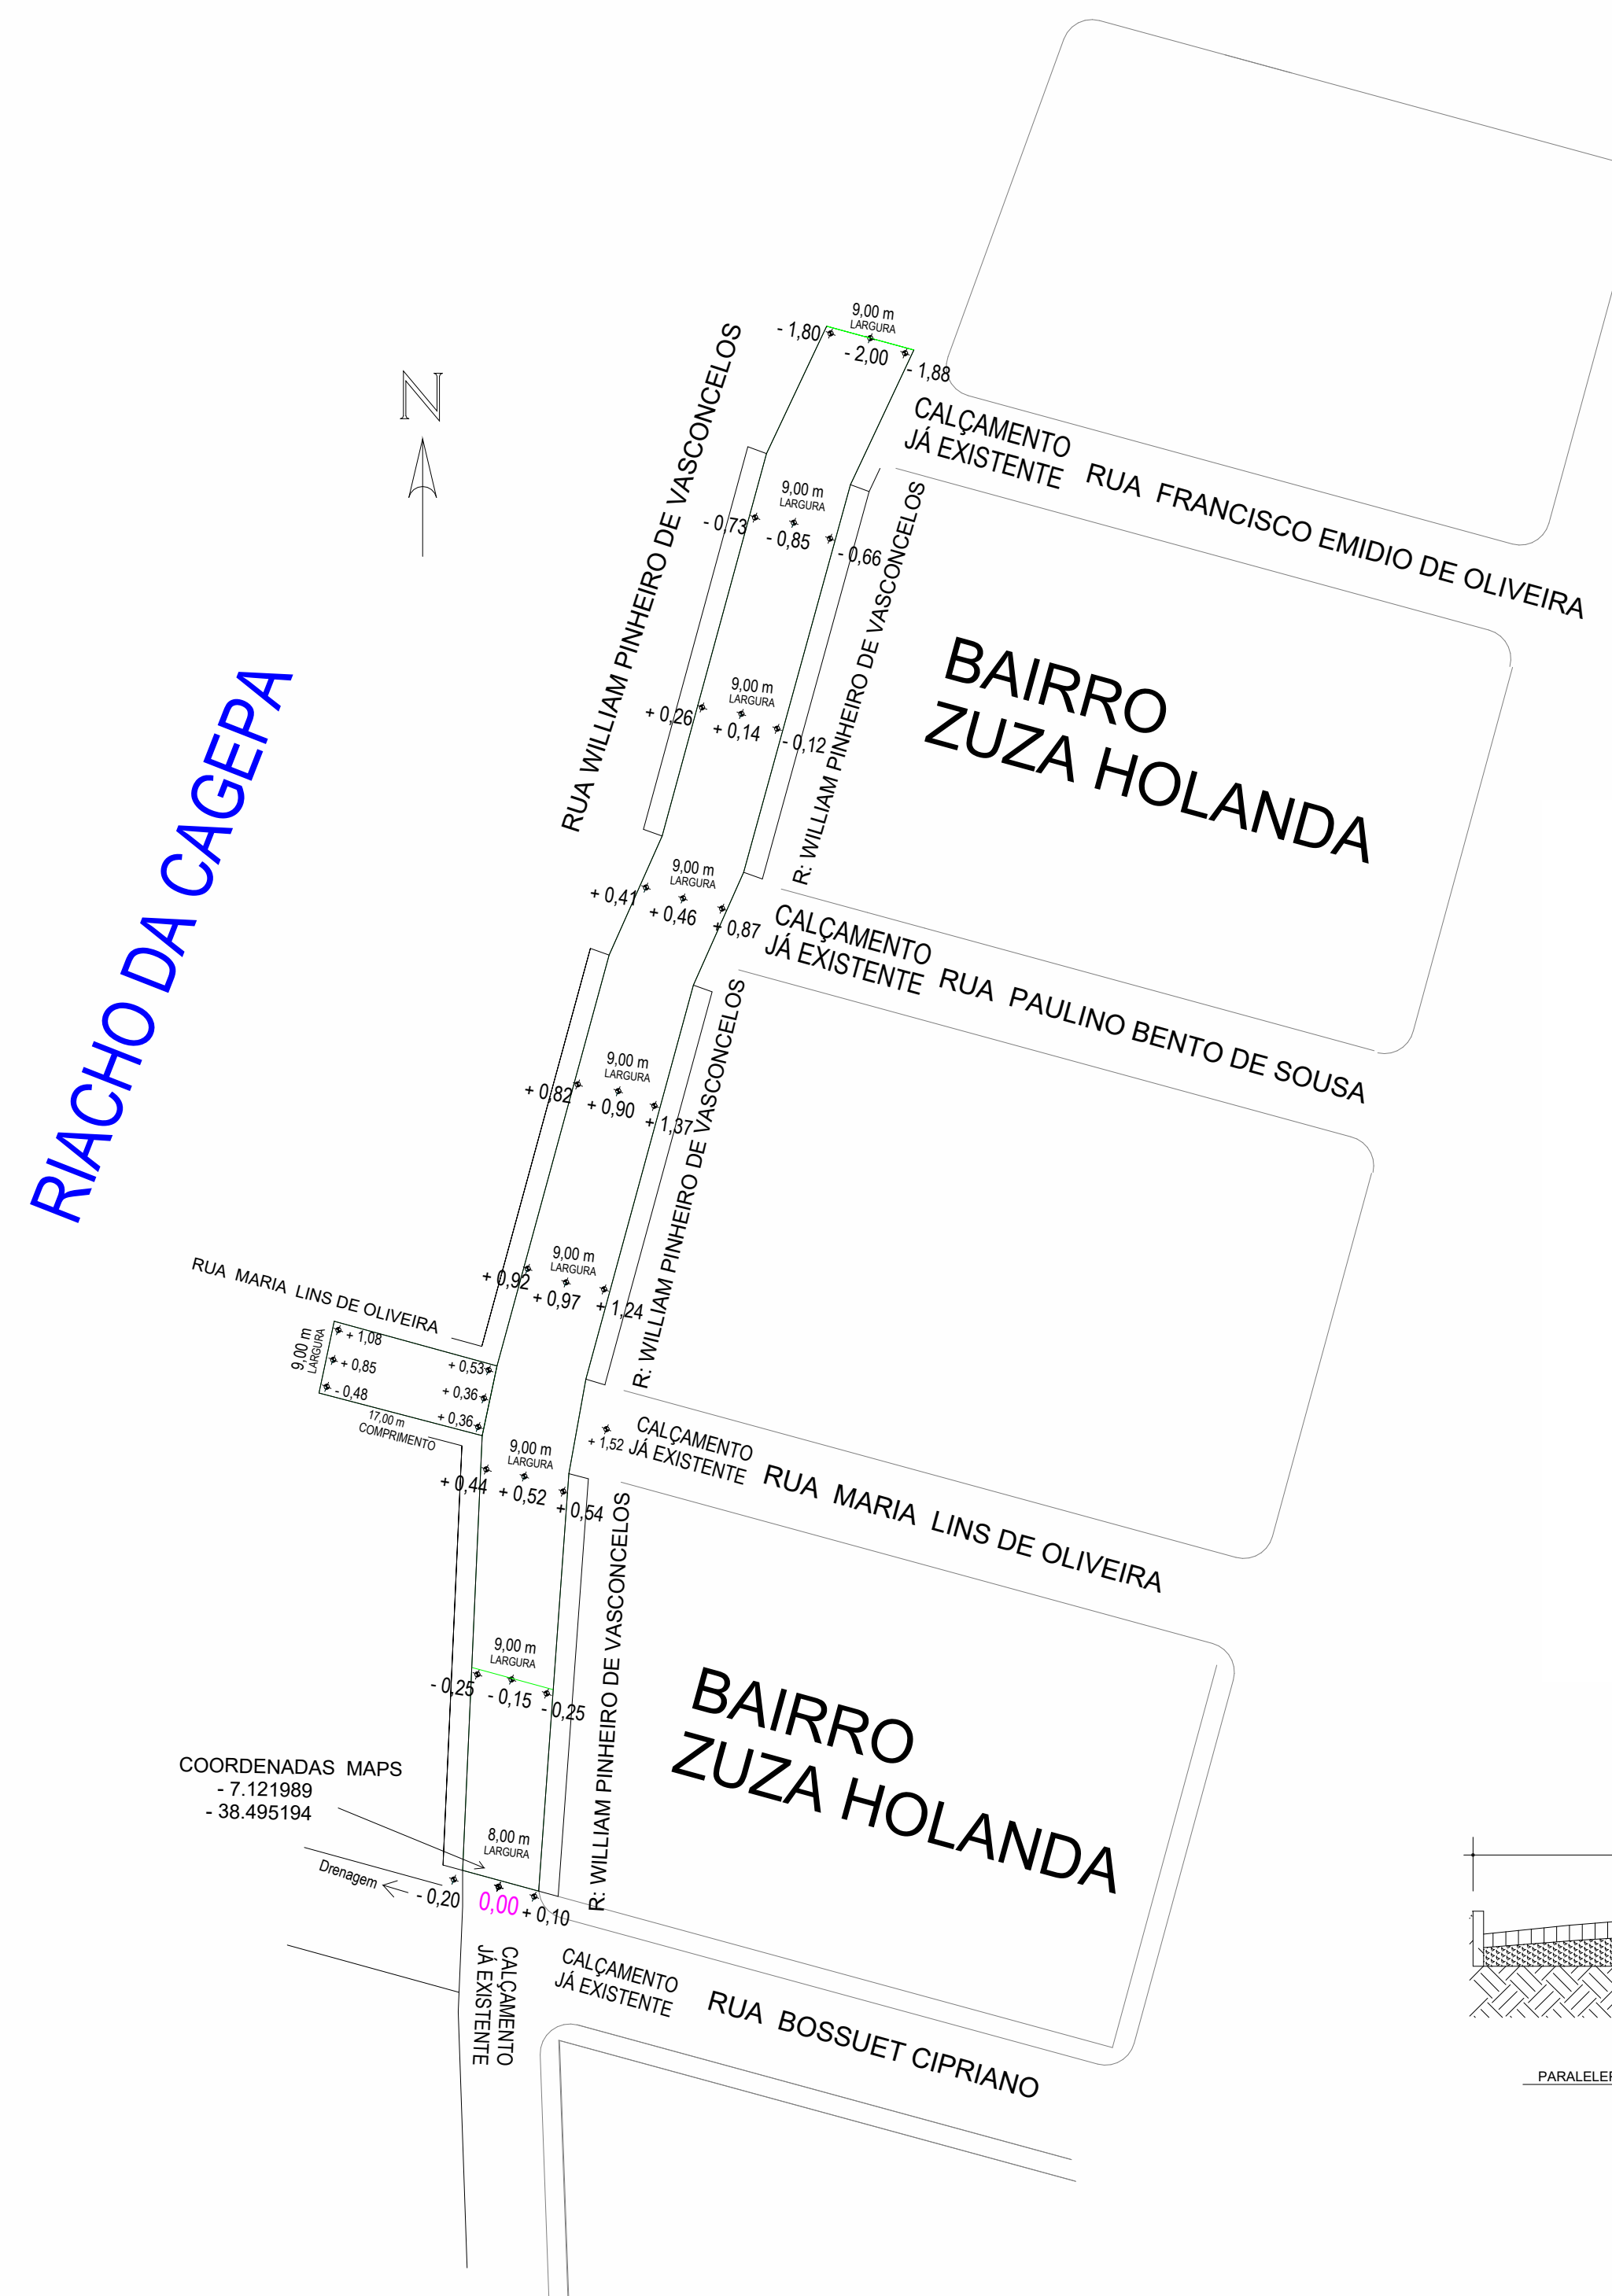 9,00 m
LARGURA
- 1,80
- 2,00
- 1,88
N
RUA WILLIAM PINHEIRO DE VASCONCELOS
CALÇAMENTO
JÁ EXISTENTE
RUA FRANCISCO EMIDIO DE OLIVEIRA
9,00 m
LARGURA
- 0,73
- 0,85
- 0,66
R: WILLIAM PINHEIRO DE VASCONCELOS
BAIRRO
ZUZA HOLANDA
RIACHO DA CAGEPA
9,00 m
LARGURA
+ 0,26
+ 0,14
- 0,12
9,00 m
LARGURA
+ 0,41
+ 0,46
+ 0,87
CALÇAMENTO
JÁ EXISTENTE
RUA PAULINO BENTO DE SOUSA
R: WILLIAM PINHEIRO DE VASCONCELOS
9,00 m
LARGURA
+ 0,82
+ 0,90
+ 1,37
9,00 m
LARGURA
+ 0,92
+ 0,97
+ 1,24
RUA MARIA LINS DE OLIVEIRA
9,00 m
LARGURA
+ 1,08
+ 0,85
- 0,48
+ 0,53
+ 0,36
+ 0,36
17,00 m
COMPRIMENTO
+ 1,52
CALÇAMENTO
JÁ EXISTENTE
RUA MARIA LINS DE OLIVEIRA
9,00 m
LARGURA
+ 0,44
+ 0,52
+ 0,54
R: WILLIAM PINHEIRO DE VASCONCELOS
9,00 m
LARGURA
- 0,25
- 0,15
- 0,25
BAIRRO
ZUZA HOLANDA
COORDENADAS MAPS
- 7.121989
- 38.495194
8,00 m
LARGURA
Drenagem
- 0,20
0,00
+ 0,10
CALÇAMENTO
JÁ EXISTENTE
CALÇAMENTO
JÁ EXISTENTE
RUA BOSSUET CIPRIANO